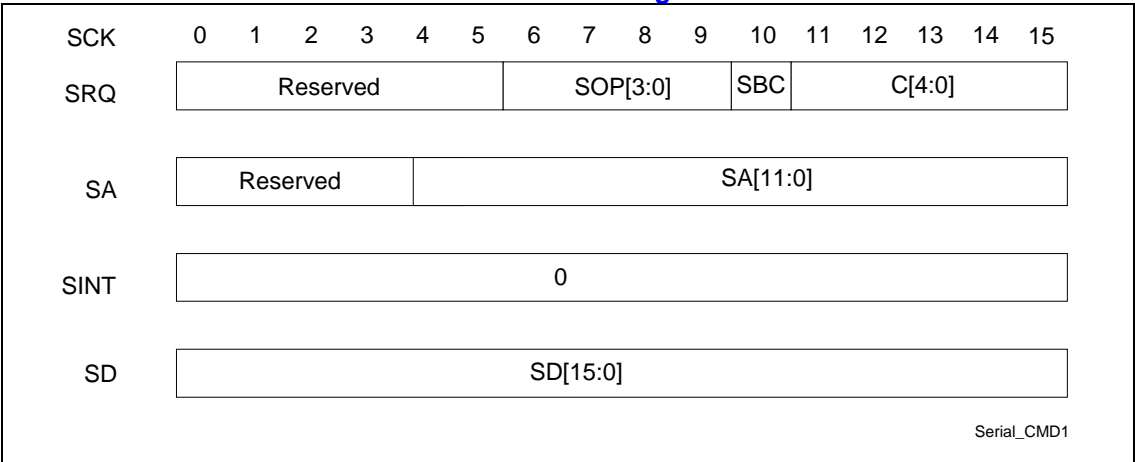 SCK 0 1 2 3 4 5 6 7 8 9 10 11 12 13 14 15
SRQ Reserved SOP[3:0] SBC C[4:0]
SA Reserved SA[11:0]
SINT 0
SD SD[15:0]
Serial_CMD1